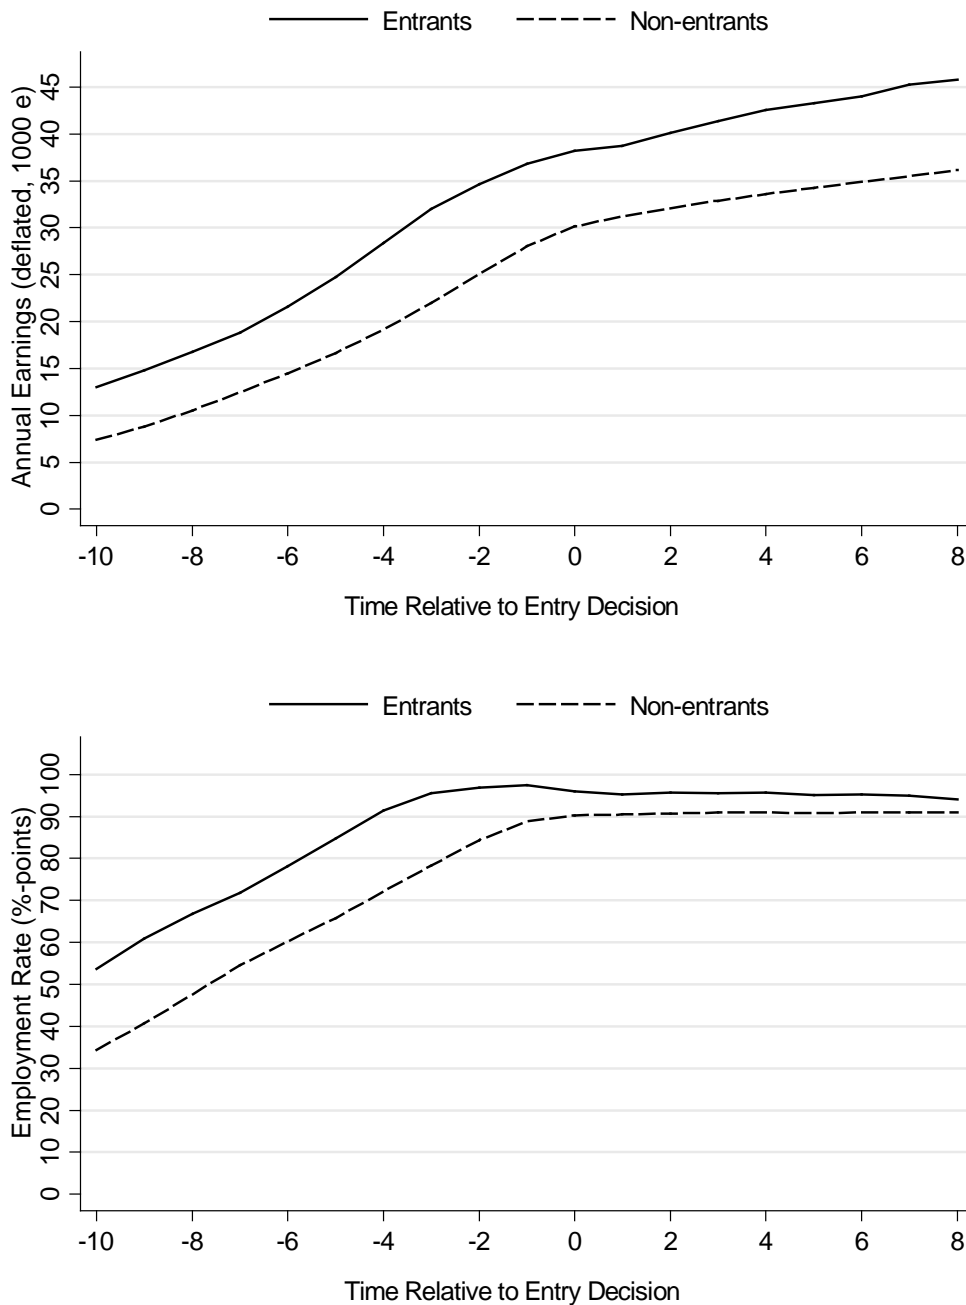 Entrants Non-entrants
Annual Earnings (deflated, 1000 e)
45
40
35
30
25
20
15
10
5
0
-10 -8 -6 -4 -2 0 2 4 6 8
Time Relative to Entry Decision
Entrants Non-entrants
Employment Rate (%-points)
100
90
80
70
60
50
40
30
20
10
0
-10 -8 -6 -4 -2 0 2 4 6 8
Time Relative to Entry Decision